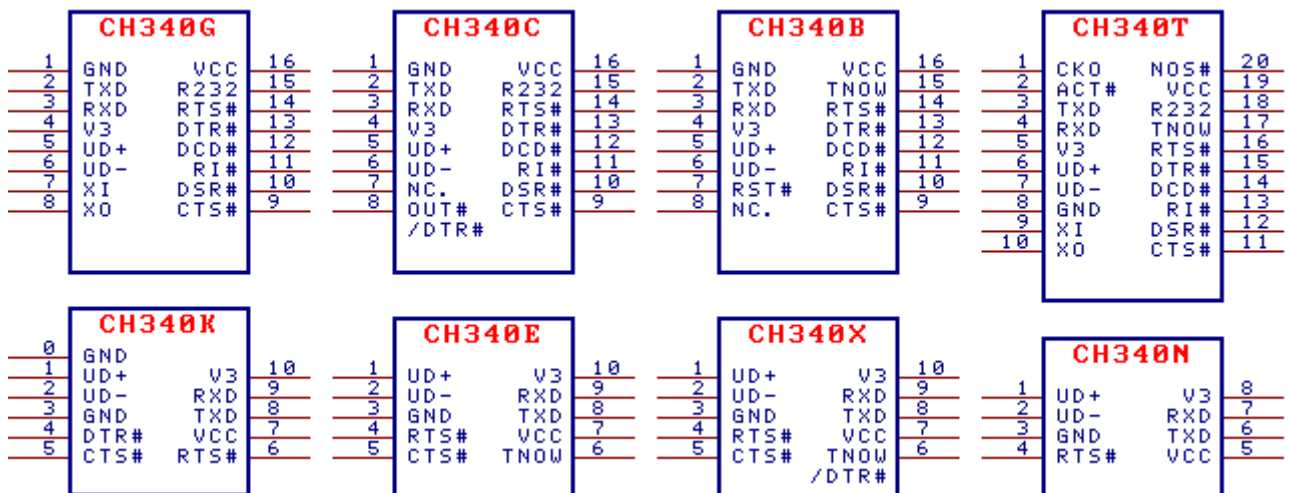 CH340G CH340C CH340B CH340T
1 GND VCC 16 1 GND VCC 16 1 GND VCC 16 1 CKO NOS# 20
2 TXD R232 15 2 TXD R232 15 2 TXD TNOW 15 2 ACT# VCC 19
3 RXD RTS# 14 3 RXD RTS# 14 3 RXD RTS# 14 3 TXD R232 18
4 V3 DTR# 13 4 V3 DTR# 13 4 V3 DTR# 13 4 RXD TNOW 17
5 UD+ DCD# 12 5 UD+ DCD# 12 5 UD+ DCD# 12 5 V3 RTS# 16
6 UD- RI# 11 6 UD- RI# 11 6 UD- RI# 11 6 UD+ DTR# 15
7 XI DSR# 10 7 NC. DSR# 10 7 RST# DSR# 10 7 UD- DCD# 14
8 XO CTS# 9 8 OUT# CTS# 9 8 NC. CTS# 9 8 GND RI# 13
/DTR# 9 XI DSR# 12
10 XO CTS# 11
CH340K CH340E CH340X CH340N
0 GND
1 UD+ V3 10 1 UD+ V3 10 1 UD+ V3 10 1 UD+ V3 8
2 UD- RXD 9 2 UD- RXD 9 2 UD- RXD 9 2 UD- RXD 7
3 GND TXD 8 3 GND TXD 8 3 GND TXD 8 3 GND TXD 6
4 DTR# VCC 7 4 RTS# VCC 7 4 RTS# VCC 7 4 RTS# VCC 5
5 CTS# RTS# 6 5 CTS# TNOW 6 5 CTS# TNOW 6
/DTR#